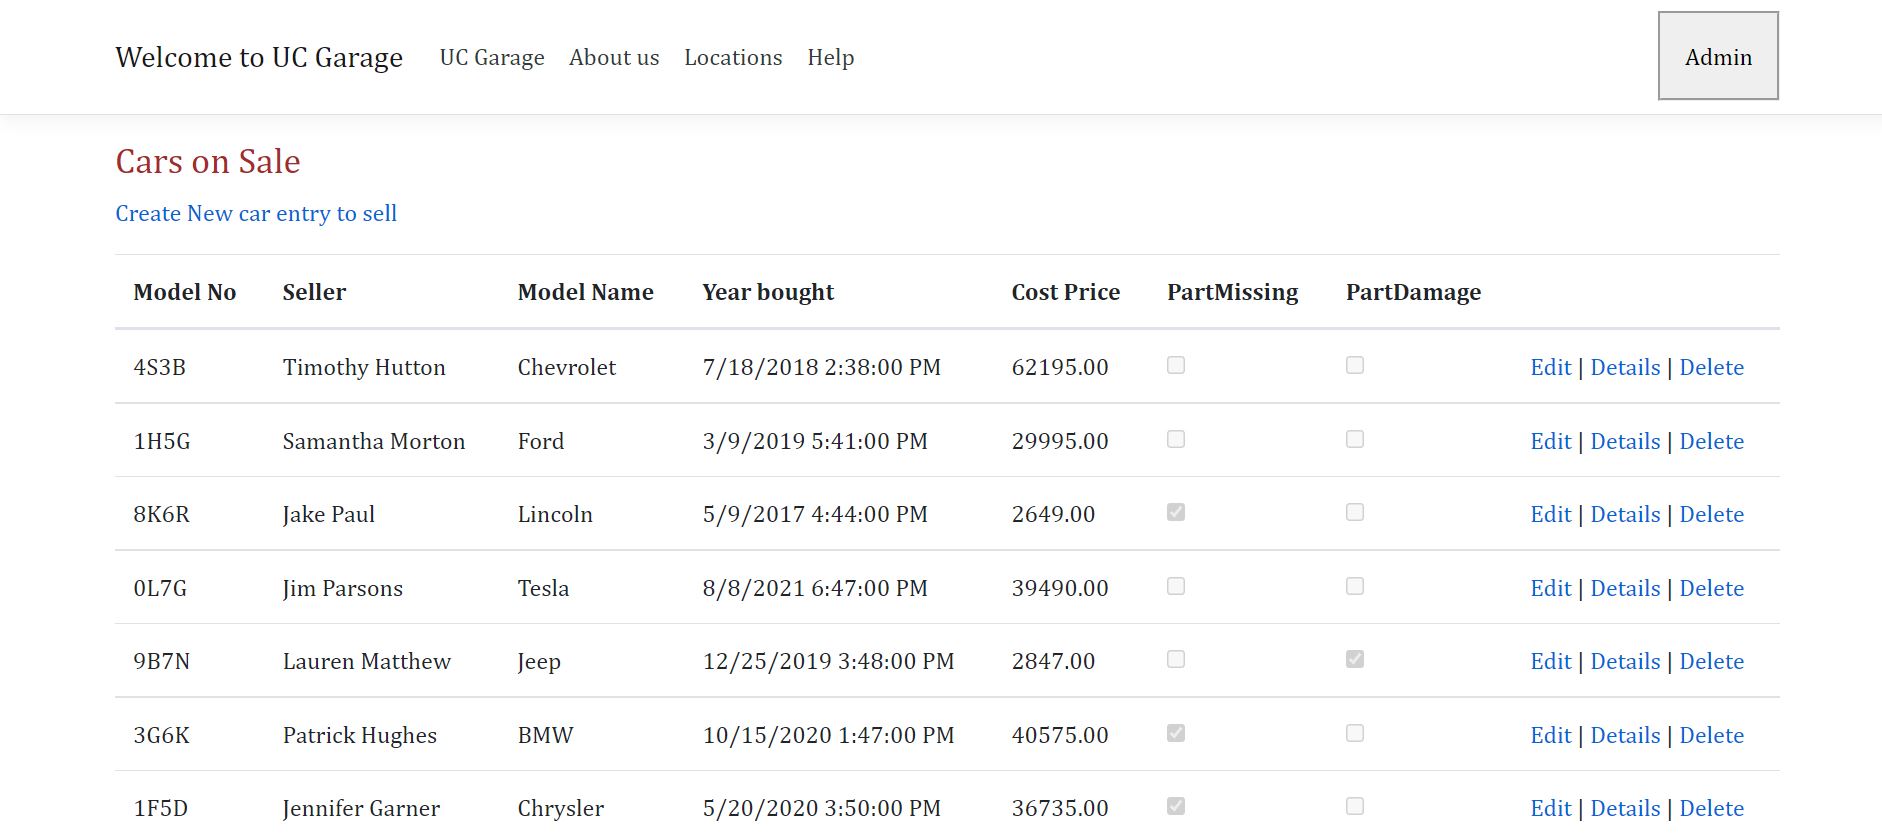 Welcome to UC Garage UC Garage About us Locations Help Admin
Cars on Sale
Create New car entry to sell
Model No Seller Model Name Year bought Cost Price PartMissing PartDamage
4S3B Timothy Hutton Chevrolet 7/18/2018 2:38:00 PM 62195.00 Edit | Details | Delete
1H5G Samantha Morton Ford 3/9/2019 5:41:00 PM 29995.00 Edit | Details | Delete
8K6R Jake Paul Lincoln 5/9/2017 4:44:00 PM 2649.00 Edit | Details | Delete
0L7G Jim Parsons Tesla 8/8/2021 6:47:00 PM 39490.00 Edit | Details | Delete
9B7N Lauren Matthew Jeep 12/25/2019 3:48:00 PM 2847.00 Edit | Details | Delete
3G6K Patrick Hughes BMW 10/15/2020 1:47:00 PM 40575.00 Edit | Details | Delete
1F5D Jennifer Garner Chrysler 5/20/2020 3:50:00 PM 36735.00 Edit | Details | Delete